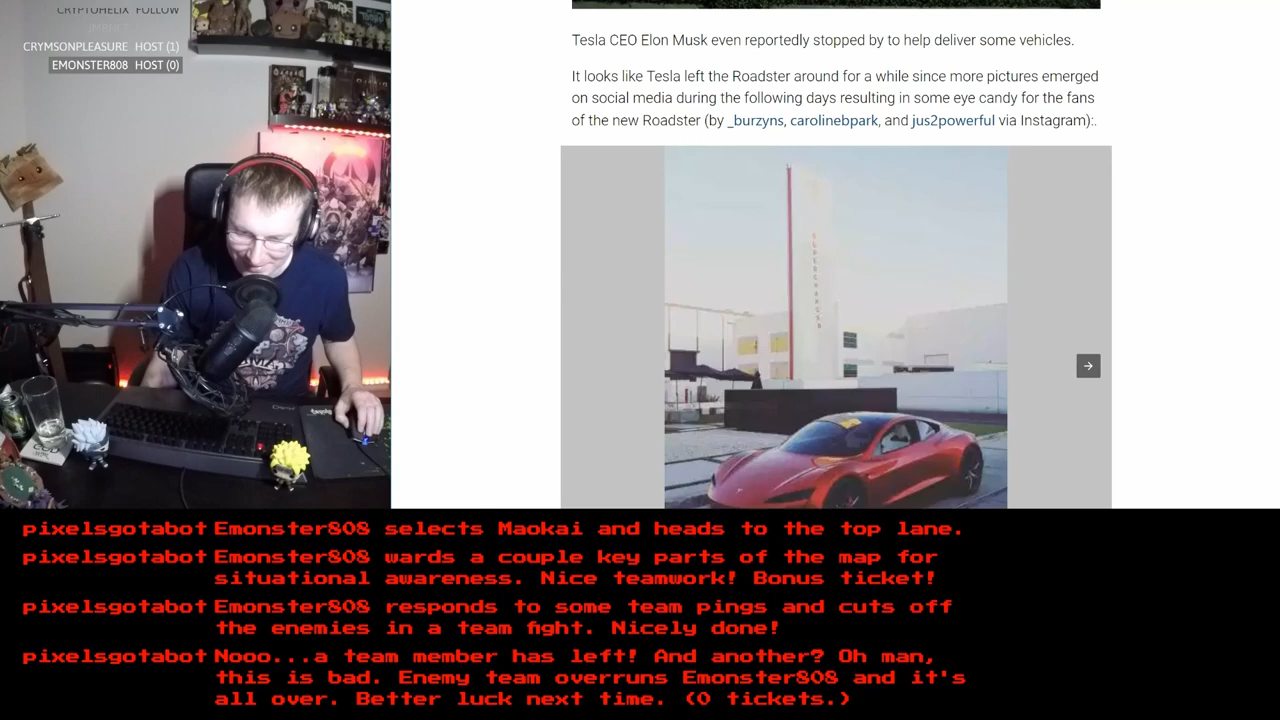 CRYPTOHELIX FOLLOW
CRYMSONPLEASURE HOST (1)
EMONSTER808 HOST (0)
Tesla CEO Elon Musk even reportedly stopped by to help deliver some vehicles.
It looks like Tesla left the Roadster around for a while since more pictures emerged
on social media during the following days resulting in some eye candy for the fans
of the new Roadster (by _burzyns, carolinebpark, and jus2powerful via Instagram):.
SUPERCHARGER
pixelsgotabot Emonster808 selects Maokai and heads to the top lane.
pixelsgotabot Emonster808 wards a couple key parts of the map for
situational awareness. Nice teamwork! Bonus ticket!
pixelsgotabot Emonster808 responds to some team pings and cuts off
the enemies in a team fight. Nicely done!
pixelsgotabot Nooo...a team member has left! And another? Oh man,
this is bad. Enemy team overruns Emonster808 and it's
all over. Better luck next time. (0 tickets.)